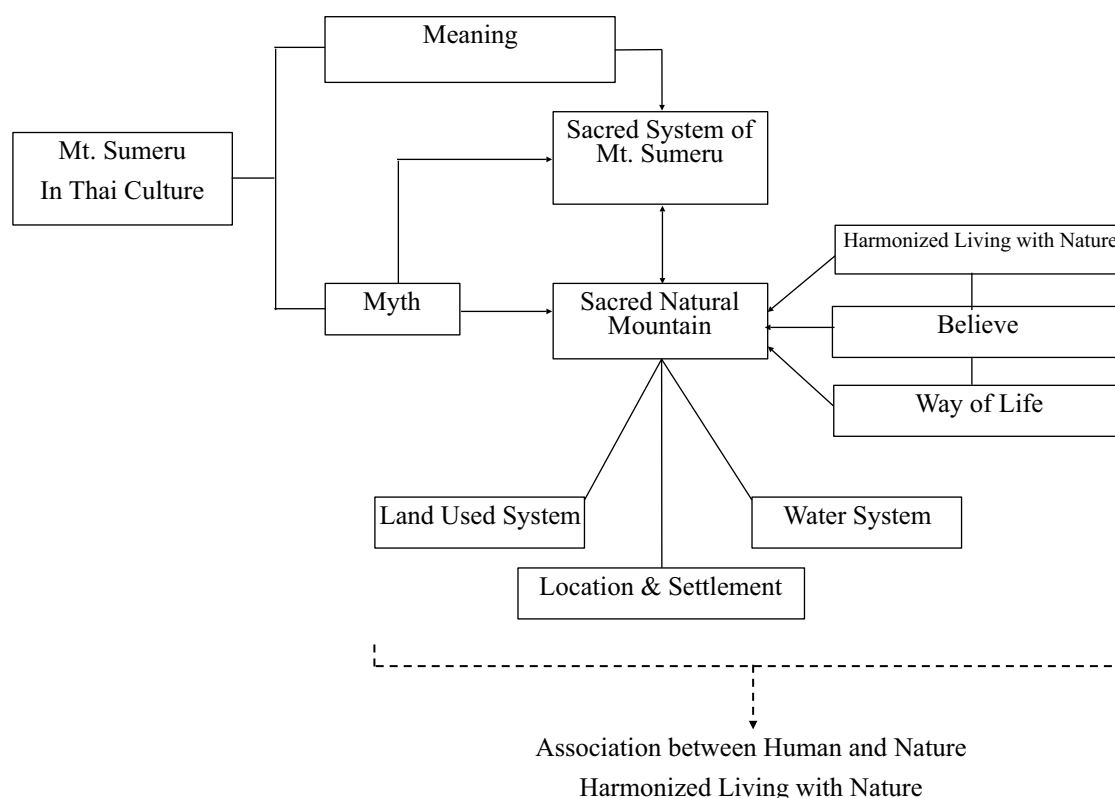 Meaning
Mt. Sumeru
In Thai Culture
Sacred System of
Mt. Sumeru
Harmonized Living with Nature
Myth
Sacred Natural
Mountain
Believe
Way of Life
Land Used System
Water System
Location & Settlement
Association between Human and Nature
Harmonized Living with Nature